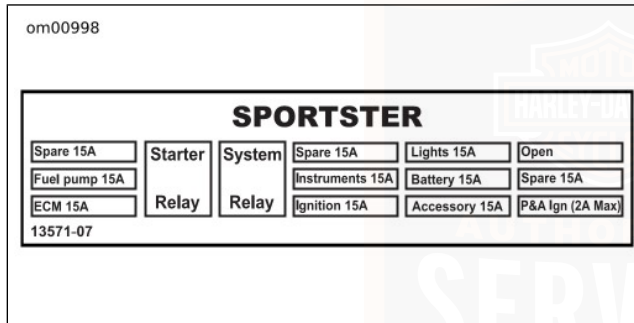 om00998
SPORTSTER
Spare 15A Starter System Spare 15A Lights 15A Open
Fuel pump 15A Instruments 15A Battery 15A Spare 15A
ECM 15A Relay Relay Ignition 15A Accessory 15A P&A Ign (2A Max)
13571-07